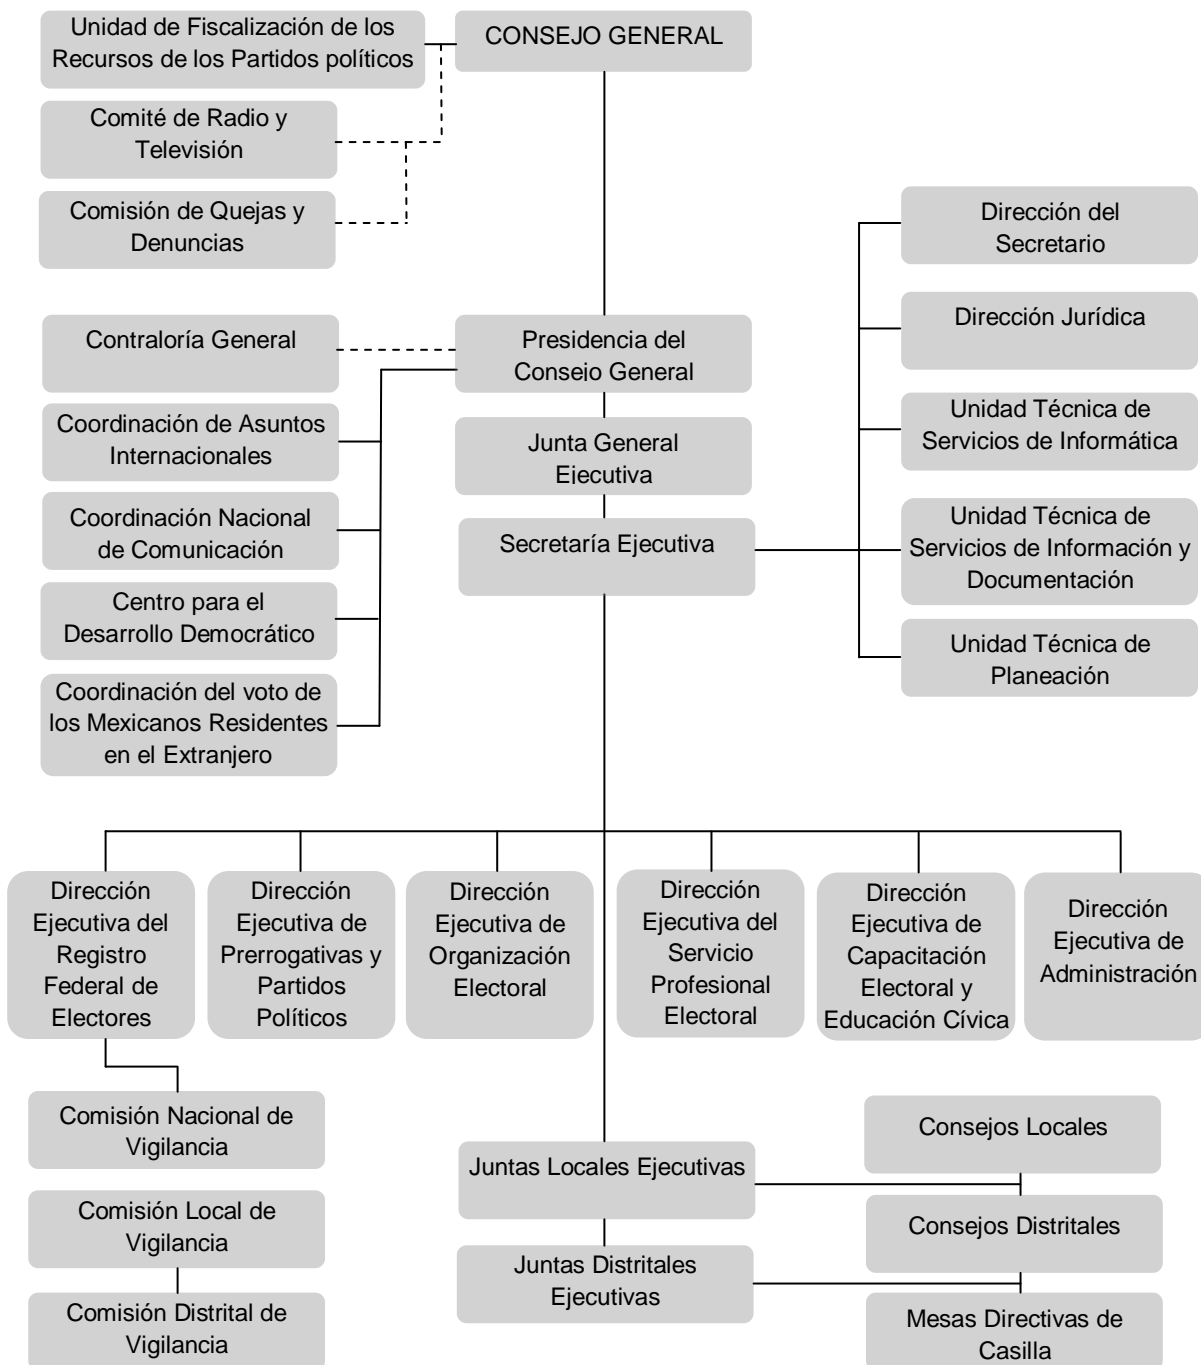 Unidad de Fiscalización de los
Recursos de los Partidos políticos
CONSEJO GENERAL
Comité de Radio y
Televisión
Comisión de Quejas y
Denuncias
Dirección del
Secretario
Dirección Jurídica
Contraloría General
Presidencia del
Consejo General
Coordinación de Asuntos
Internacionales
Junta General
Ejecutiva
Unidad Técnica de
Servicios de Informática
Coordinación Nacional
de Comunicación
Secretaría Ejecutiva
Unidad Técnica de
Servicios de Información y
Documentación
Centro para el
Desarrollo Democrático
Unidad Técnica de
Planeación
Coordinación del voto de
los Mexicanos Residentes
en el Extranjero
Dirección
Ejecutiva del
Registro
Federal de
Electores
Dirección
Ejecutiva de
Prerrogativas y
Partidos
Políticos
Dirección
Ejecutiva de
Organización
Electoral
Dirección
Ejecutiva del
Servicio
Profesional
Electoral
Dirección
Ejecutiva de
Capacitación
Electoral y
Educación Cívica
Dirección
Ejecutiva de
Administración
Comisión Nacional de
Vigilancia
Consejos Locales
Juntas Locales Ejecutivas
Comisión Local de
Vigilancia
Consejos Distritales
Juntas Distritales
Ejecutivas
Comisión Distrital de
Vigilancia
Mesas Directivas de
Casilla